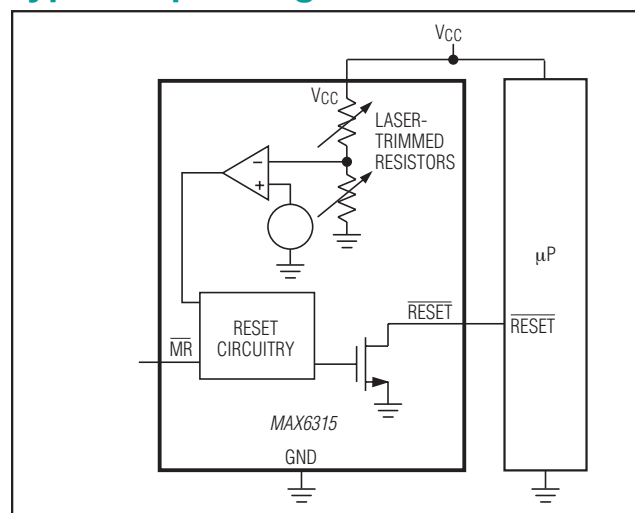 VCC
VCC
LASER-
TRIMMED
RESISTORS
−
+
µP
RESET
RESET
MR
RESET
CIRCUITRY
MAX6315
GND